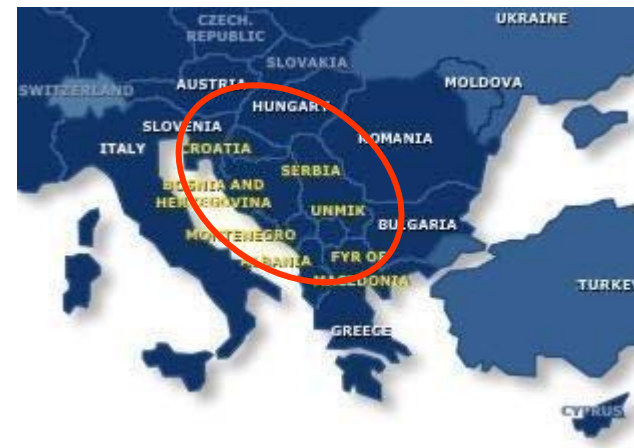 CZECH.
REPUBLIC
UKRAINE
SLOVAKIA
SWITZERLAND
AUSTRIA
MOLDOVA
HUNGARY
SLOVENIA
ROMANIA
ITALY
CROATIA
SERBIA
BOSNIA AND
HERZEGOVINA
UNMIK
BULGARIA
MONTENEGRO
ALBANIA
FYR OF
MACEDONIA
TURKEY
GREECE
CYPRUS